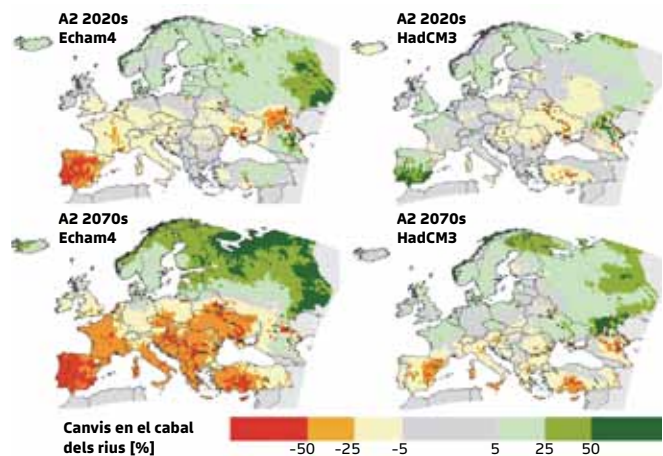 A2 2020s
Echam4
A2 2020s
HadCM3
A2 2070s
Echam4
A2 2070s
HadCM3
Canvis en el cabal
dels rius [%]
-50 -25 -5 5 25 50